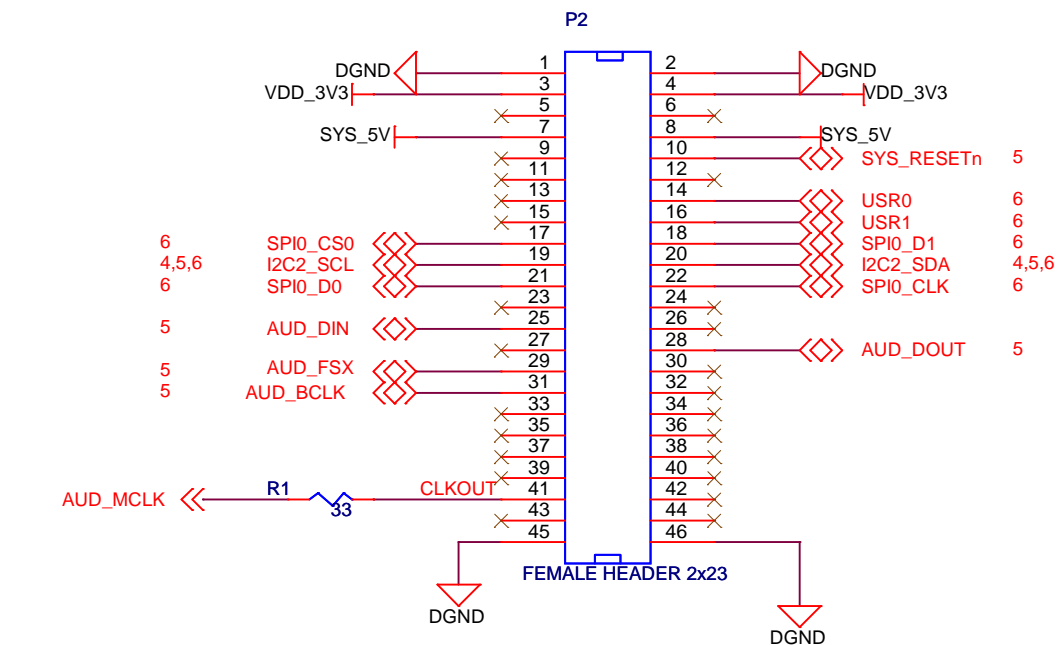 P2
1 2
DGND DGND
3 4
VDD_3V3 VDD_3V3
5 6
7 8
SYS_5V SYS_5V
9 10 SYS_RESETn 5
11 12
13 14 USR0 6
15 16 USR1 6
6 SPI0_CS0 17 18 SPI0_D1 6
4,5,6 I2C2_SCL 19 20 I2C2_SDA 4,5,6
6 SPI0_D0 21 22 SPI0_CLK 6
23 24
5 AUD_DIN 25 26
27 28 AUD_DOUT 5
5 AUD_FSX 29 30
5 AUD_BCLK 31 32
33 34
35 36
37 38
39 40
AUD_MCLK R1 33 CLKOUT 41 42
43 44
45 46
FEMALE HEADER 2x23
DGND
DGND